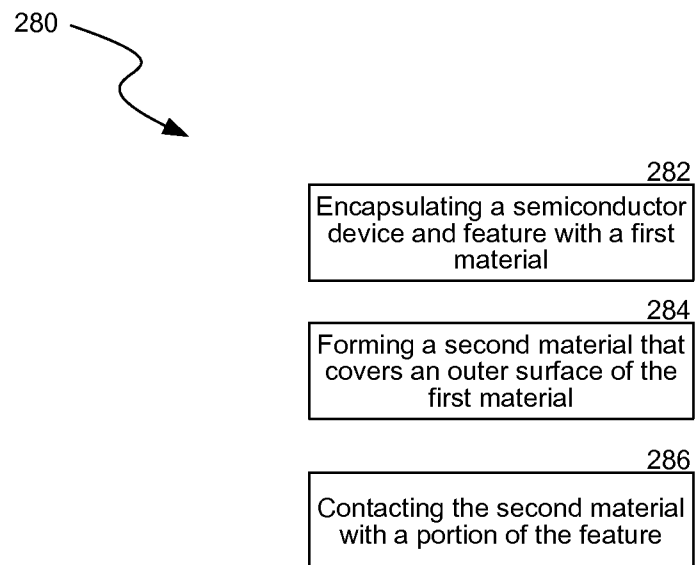 280
282
Encapsulating a semiconductor
device and feature with a first
material
284
Forming a second material that
covers an outer surface of the
first material
286
Contacting the second material
with a portion of the feature